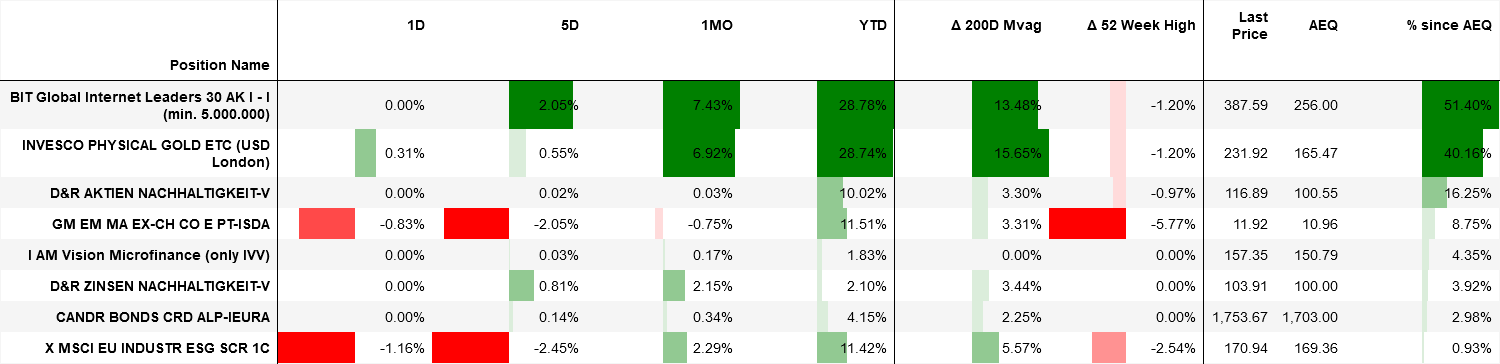 Position Name 1D 5D 1MO YTD Δ 200D Mvag Δ 52 Week High Last Price AEQ % since AEQ
BIT Global Internet Leaders 30 AK I - I (min. 5.000.000) 0.00% 2.05% 7.43% 28.78% 13.48% -1.20% 387.59 256.00 51.40%
INVESCO PHYSICAL GOLD ETC (USD London) 0.31% 0.55% 6.92% 28.74% 15.65% -1.20% 231.92 165.47 40.16%
D&R AKTIEN NACHHALTIGKEIT-V 0.00% 0.02% 0.03% 10.02% 3.30% -0.97% 116.89 100.55 16.25%
GM EM MA EX-CH CO E PT-ISDA -0.83% -2.05% -0.75% 11.51% 3.31% -5.77% 11.92 10.96 8.75%
I AM Vision Microfinance (only IVV) 0.00% 0.03% 0.17% 1.83% 0.00% 0.00% 157.35 150.79 4.35%
D&R ZINSEN NACHHALTIGKEIT-V 0.00% 0.81% 2.15% 2.10% 3.44% 0.00% 103.91 100.00 3.92%
CANDR BONDS CRD ALP-IEURA 0.00% 0.14% 0.34% 4.15% 2.25% 0.00% 1,753.67 1,703.00 2.98%
X MSCI EU INDUSTR ESG SCR 1C -1.16% -2.45% 2.29% 11.42% 5.57% -2.54% 170.94 169.36 0.93%